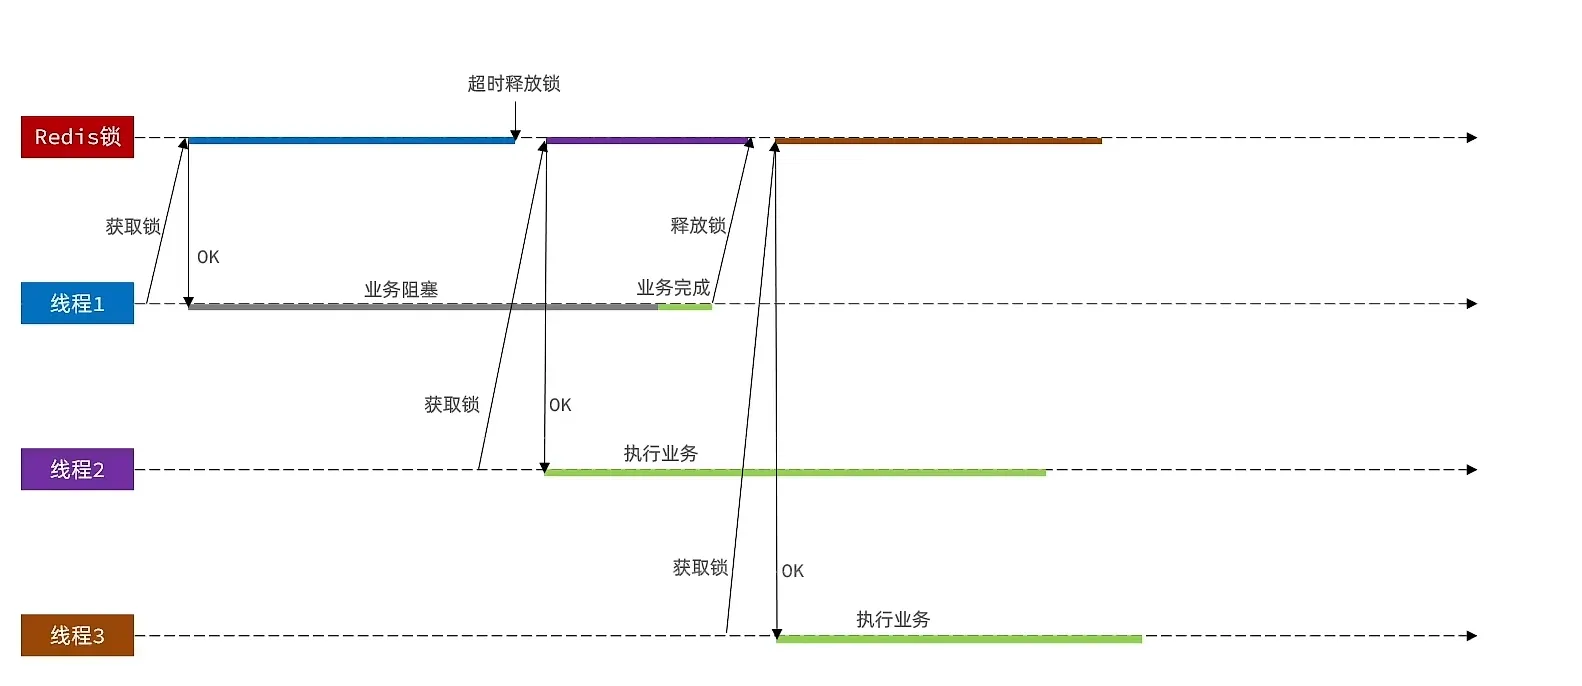 超时释放锁
Redis锁
获取锁
释放锁
OK
线程1
业务阻塞
业务完成
获取锁
OK
线程2
执行业务
获取锁
OK
线程3
执行业务